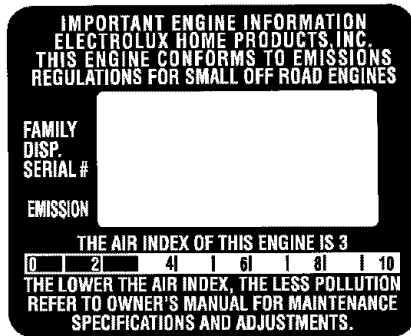 IMPORTANT ENGINE INFORMATION
ELECTROLUX HOME PRODUCTS, INC.
THIS ENGINE CONFORMS TO EMISSIONS
REGULATIONS FOR SMALL OFF ROAD ENGINES
FAMILY
DISP.
SERIAL #
EMISSION
THE AIR INDEX OF THIS ENGINE IS 3
0 2 4 6 8 10
THE LOWER THE AIR INDEX, THE LESS POLLUTION
REFER TO OWNER'S MANUAL FOR MAINTENANCE
SPECIFICATIONS AND ADJUSTMENTS.